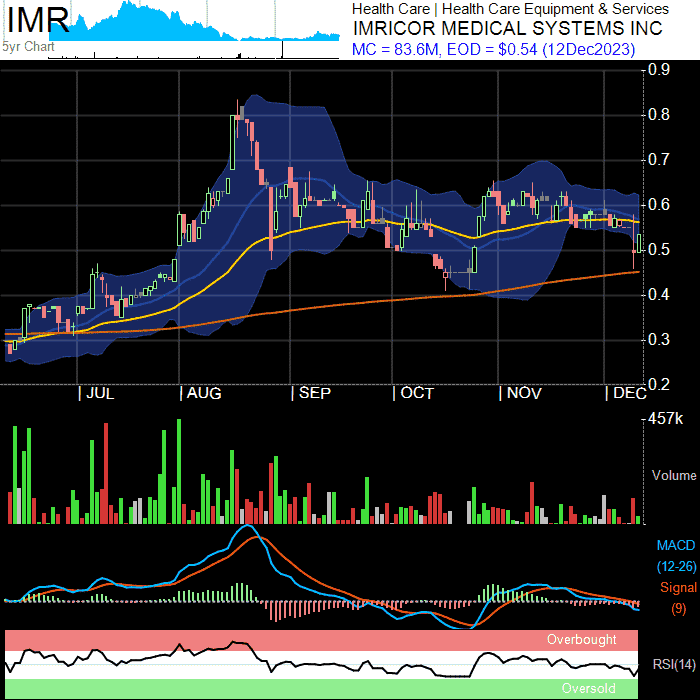 IMR
5yr Chart
Health Care | Health Care Equipment & Services
IMRICOR MEDICAL SYSTEMS INC
MC = 83.6M, EOD = $0.54 (12Dec2023)
0.9
0.8
0.7
0.6
0.5
0.4
0.3
0.2
| JUL | AUG | SEP | OCT | NOV | DEC
457k
Volume
MACD
(12-26)
Signal
(9)
Overbought
RSI(14)
Oversold